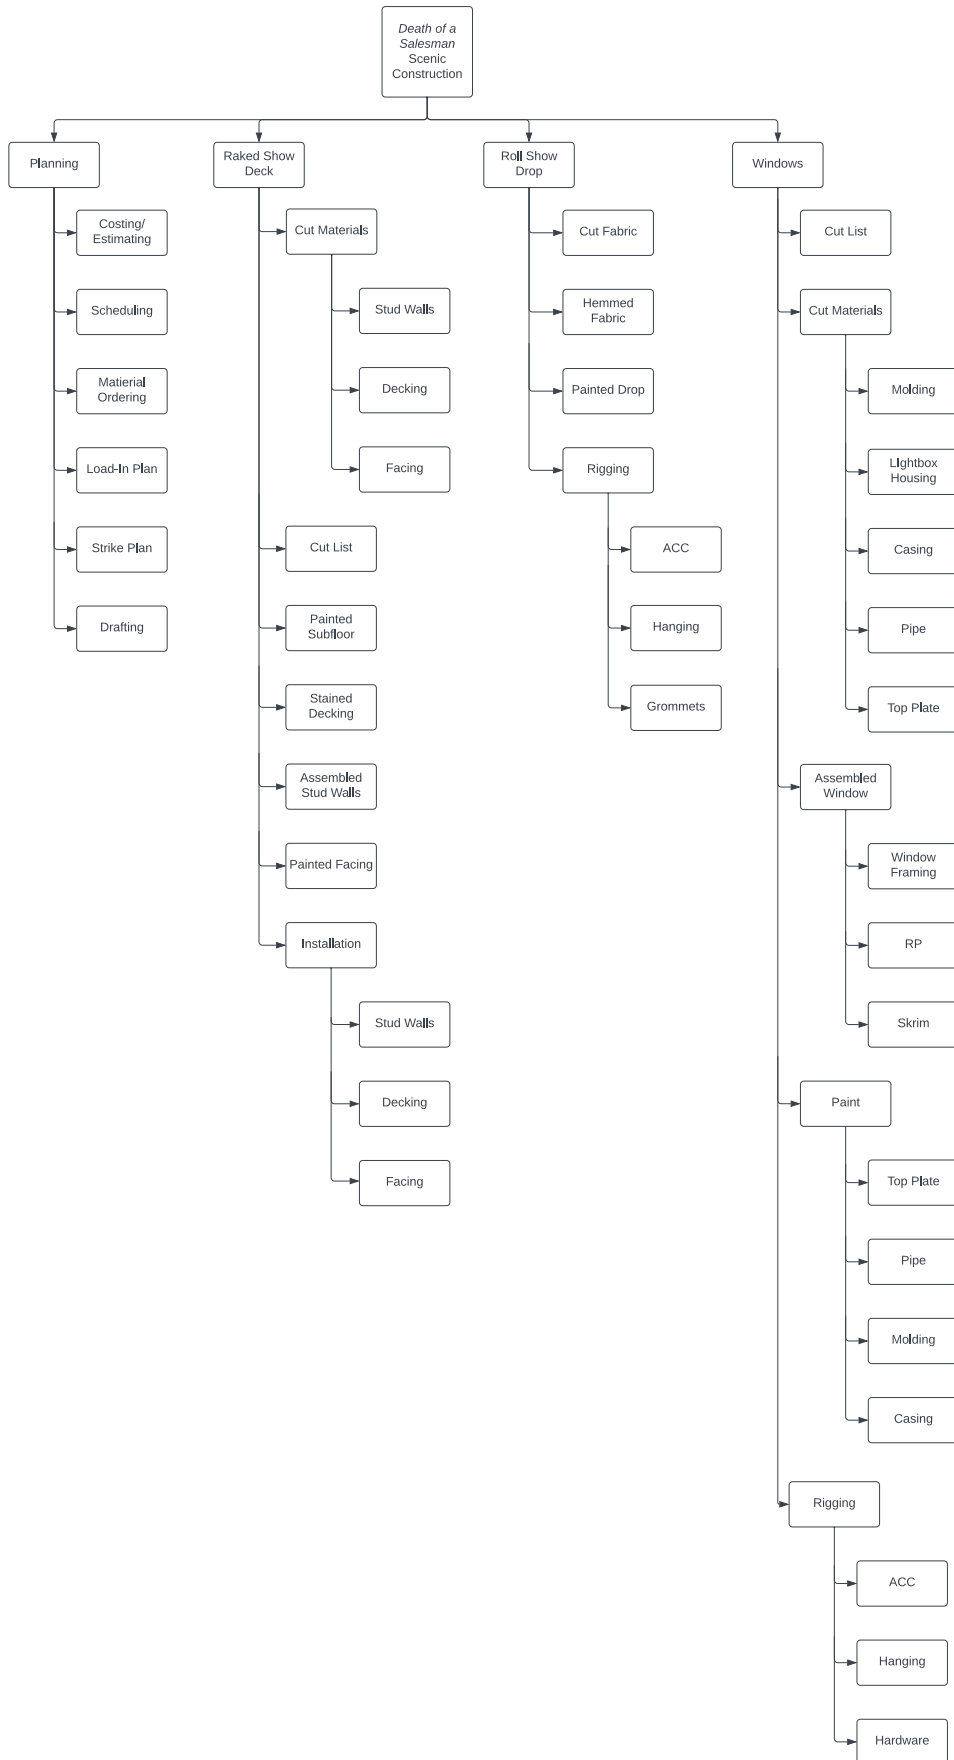 Death of a
Salesman
Scenic
Construction
Planning
Costing/
Estimating
Scheduling
Matierial
Ordering
Load-In Plan
Strike Plan
Drafting
Raked Show
Deck
Cut Materials
Stud Walls
Decking
Facing
Cut List
Painted
Subfloor
Stained
Decking
Assembled
Stud Walls
Painted Facing
Installation
Stud Walls
Decking
Facing
Roll Show
Drop
Cut Fabric
Hemmed
Fabric
Painted Drop
Rigging
ACC
Hanging
Grommets
Windows
Cut List
Cut Materials
Molding
LIghtbox
Housing
Casing
Pipe
Top Plate
Assembled
Window
Window
Framing
RP
Skrim
Paint
Top Plate
Pipe
Molding
Casing
Rigging
ACC
Hanging
Hardware